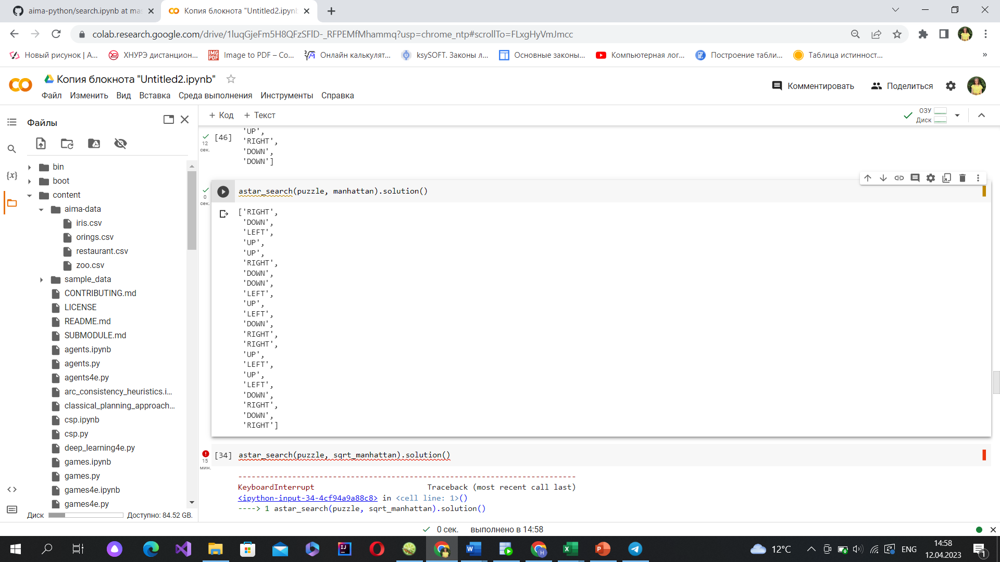 aima-python/search.ipynb at mas
Копия блокнота "Untitled2.ipynb
colab.research.google.com/drive/1luqGjeFm5H8QFzSFlD-_RFPEMfMhammq?usp=chrome_ntp#scrollTo=FLxgHyVmJmcc
Новый рисунок | А...
ХНУРЭ дистанцион...
Image to PDF – Co...
Онлайн калькулят...
ksySOFT. Законы л...
Основные законы...
Компьютерная лог...
Построение табли...
Таблица истинност...
»
Копия блокнота "Untitled2.ipynb"
Комментировать
Поделиться
Файл Изменить Вид Вставка Среда выполнения Инструменты Справка
Файлы
+ Код + Текст
ОЗУ
Диск
bin
boot
content
aima-data
iris.csv
orings.csv
restaurant.csv
zoo.csv
sample_data
CONTRIBUTING.md
LICENSE
README.md
SUBMODULE.md
agents.ipynb
agents.py
agents4e.py
arc_consistency_heuristics.i...
classical_planning_approach...
csp.ipynb
csp.py
deep_learning4e.py
games.ipynb
games.py
games4e.ipynb
games4e.py
Диск Доступно: 84.52 GB.
{x}
[46]
12
сек.
'UP',
'RIGHT',
'DOWN',
'DOWN']
0
сек.
astar_search(puzzle, manhattan).solution()
['RIGHT',
'DOWN',
'LEFT',
'UP',
'UP',
'RIGHT',
'DOWN',
'DOWN',
'LEFT',
'UP',
'LEFT',
'DOWN',
'RIGHT',
'RIGHT',
'UP',
'LEFT',
'UP',
'LEFT',
'DOWN',
'RIGHT',
'DOWN',
'RIGHT']
15
мин.
[34] astar_search(puzzle, sqrt_manhattan).solution()
---------------------------------------------------------------------------
KeyboardInterrupt Traceback (most recent call last)
<ipython-input-34-4cf94a9a88c8> in <cell line: 1>()
----> 1 astar_search(puzzle, sqrt_manhattan).solution()
0 сек. выполнено в 14:58
12°C
ENG
14:58
12.04.2023
1